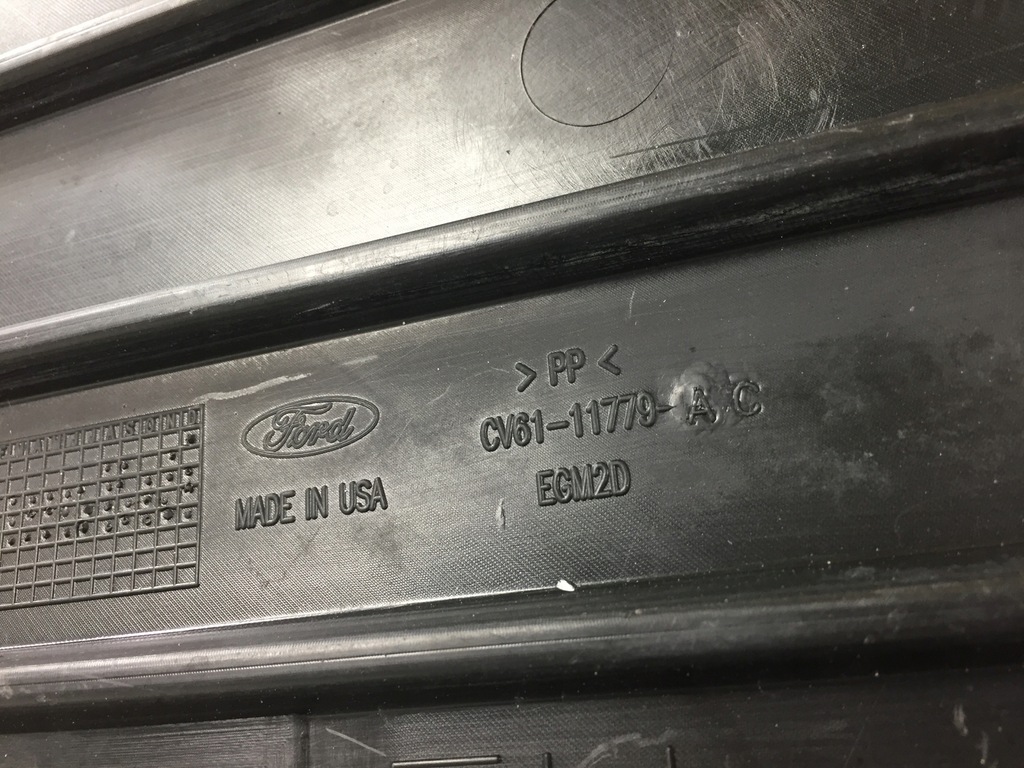 > PP <
Ford
CV61-11779-AC
MADE IN USA
EGM2D